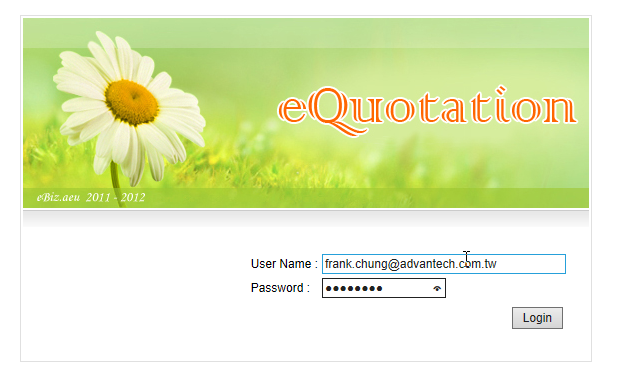 eQuotation
eBiz.aeu 2011 - 2012
User Name : frank.chung@advantech.com.tw
Password : ●●●●●●●●
Login